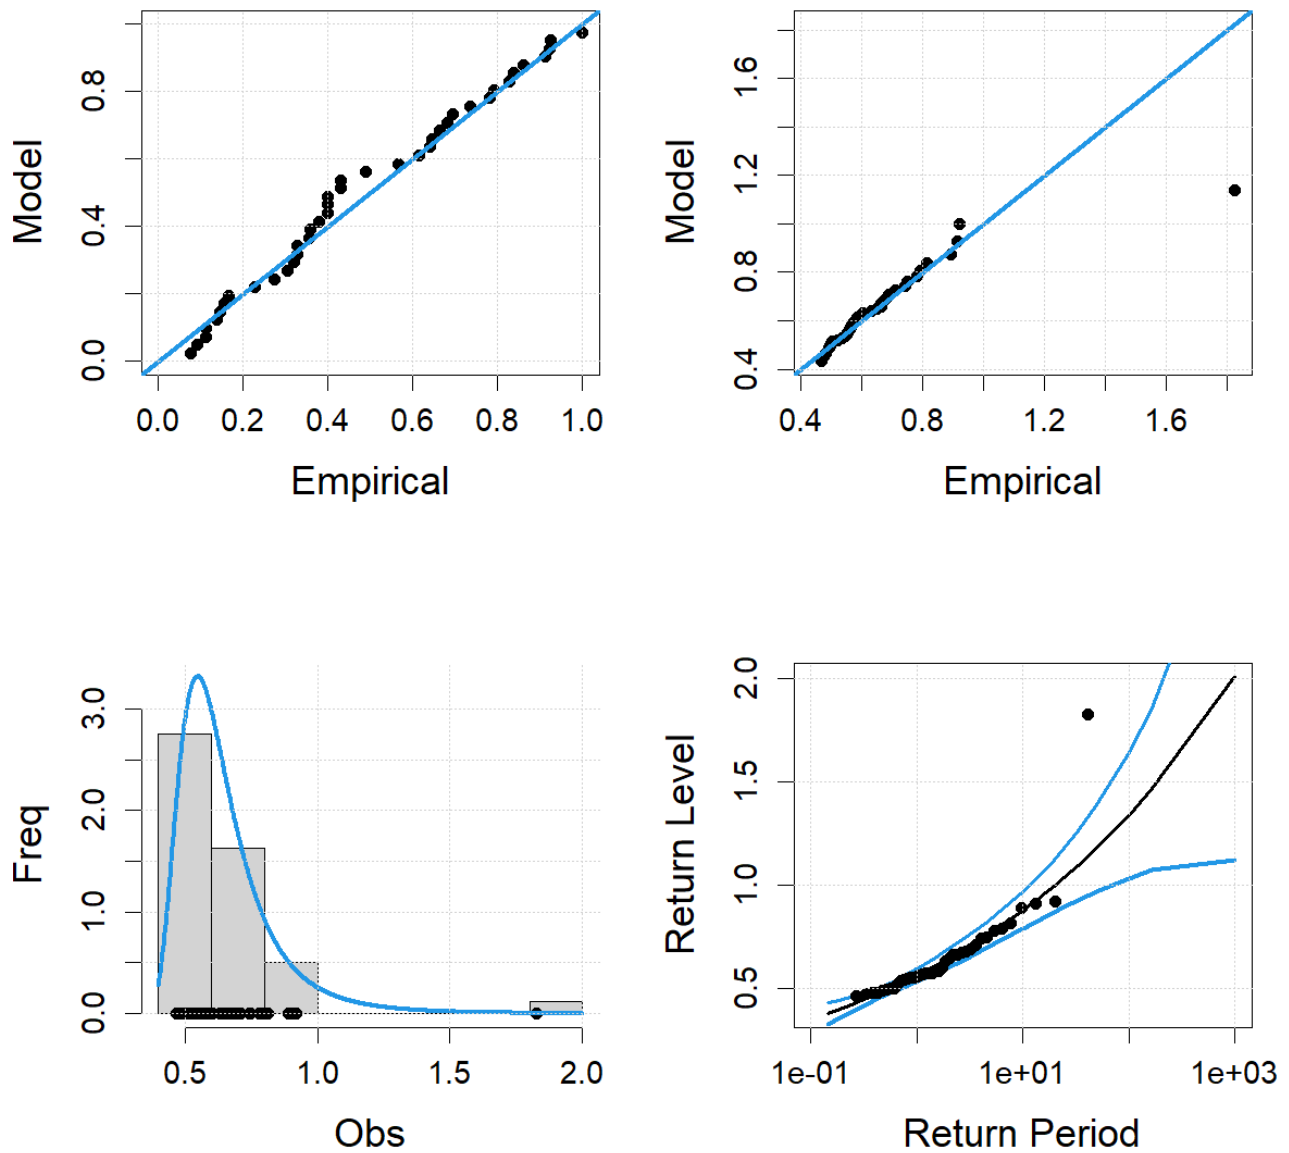 Model
0.0 0.4 0.8
0.0 0.2 0.4 0.6 0.8 1.0
Empirical
Model
0.4 0.8 1.2 1.6
0.4 0.8 1.2 1.6
Empirical
Freq
0.0 1.0 2.0 3.0
0.5 1.0 1.5 2.0
Obs
Return Level
0.5 1.0 1.5 2.0
1e-01 1e+01 1e+03
Return Period